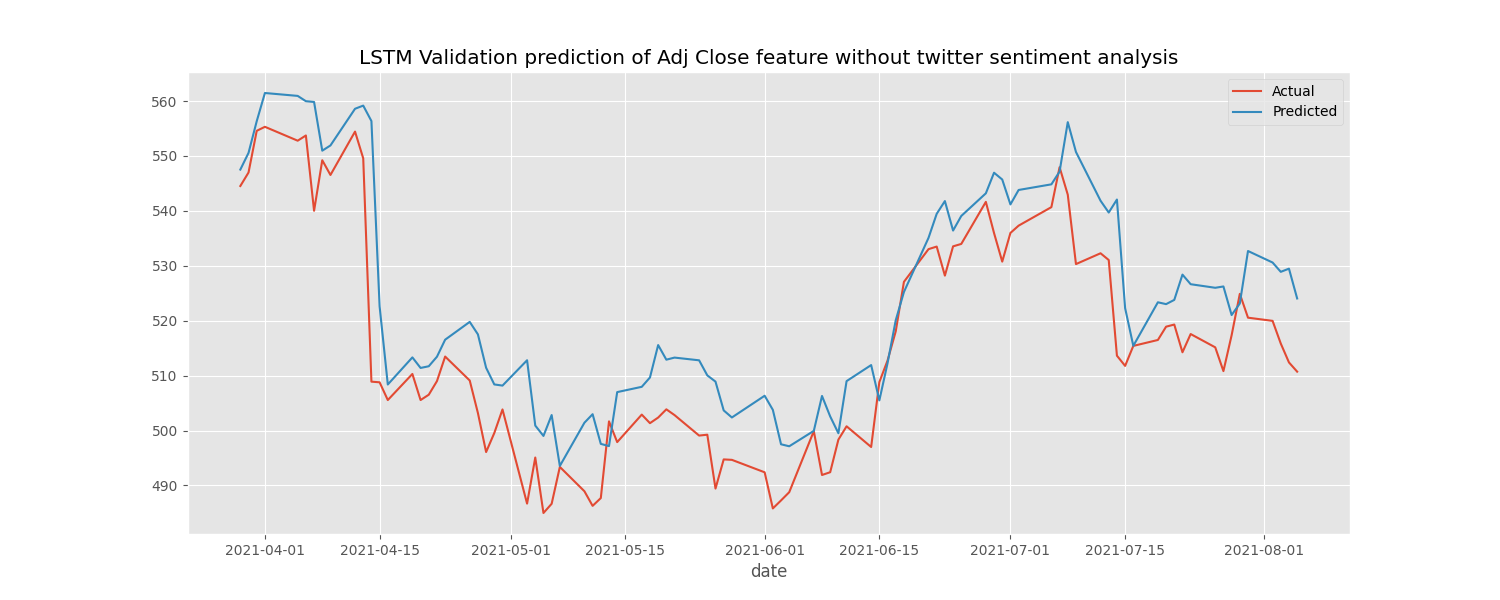 LSTM Validation prediction of Adj Close feature without twitter sentiment analysis
Actual
Predicted
560
550
540
530
520
510
500
490
2021-04-01 2021-04-15 2021-05-01 2021-05-15 2021-06-01 2021-06-15 2021-07-01 2021-07-15 2021-08-01
date